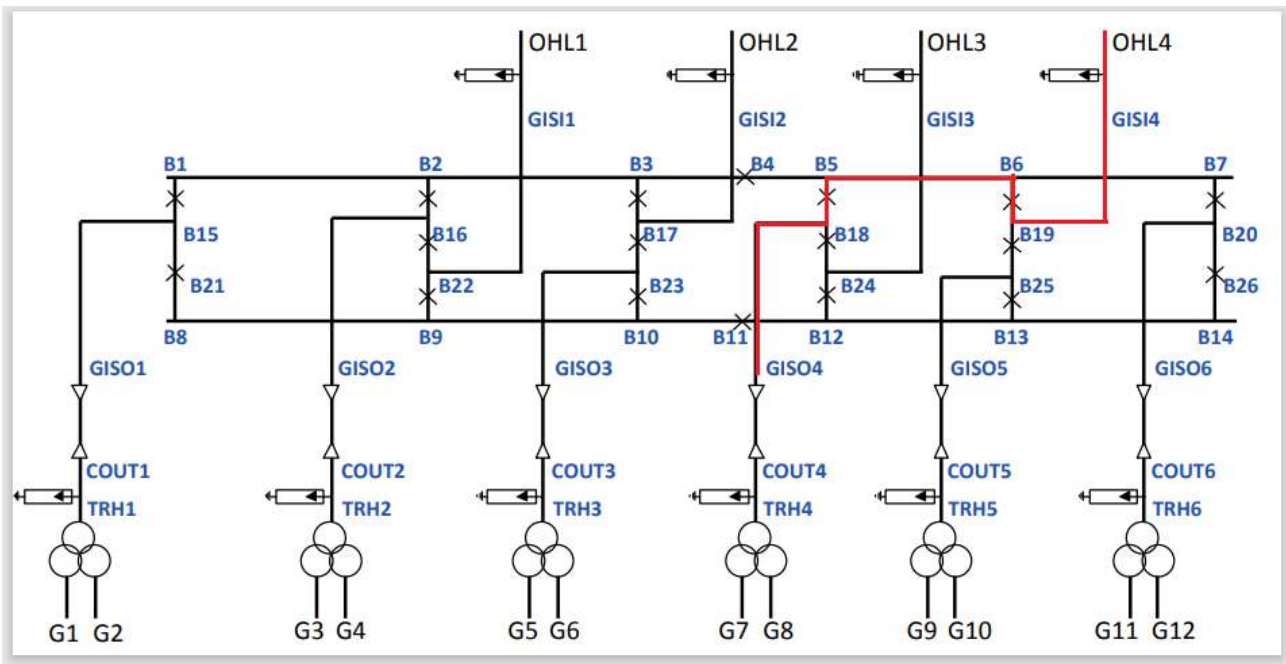 OHL1 OHL2 OHL3 OHL4
GISI1 GISI2 GISI3 GISI4
B1 B2 B3 B4 B5 B6 B7
B15 B16 B17 B18 B19 B20
B21 B22 B23 B24 B25 B26
B8 B9 B10 B11 B12 B13 B14
GISO1 GISO2 GISO3 GISO4 GISO5 GISO6
COUT1 COUT2 COUT3 COUT4 COUT5 COUT6
TRH1 TRH2 TRH3 TRH4 TRH5 TRH6
G1 G2 G3 G4 G5 G6 G7 G8 G9 G10 G11 G12